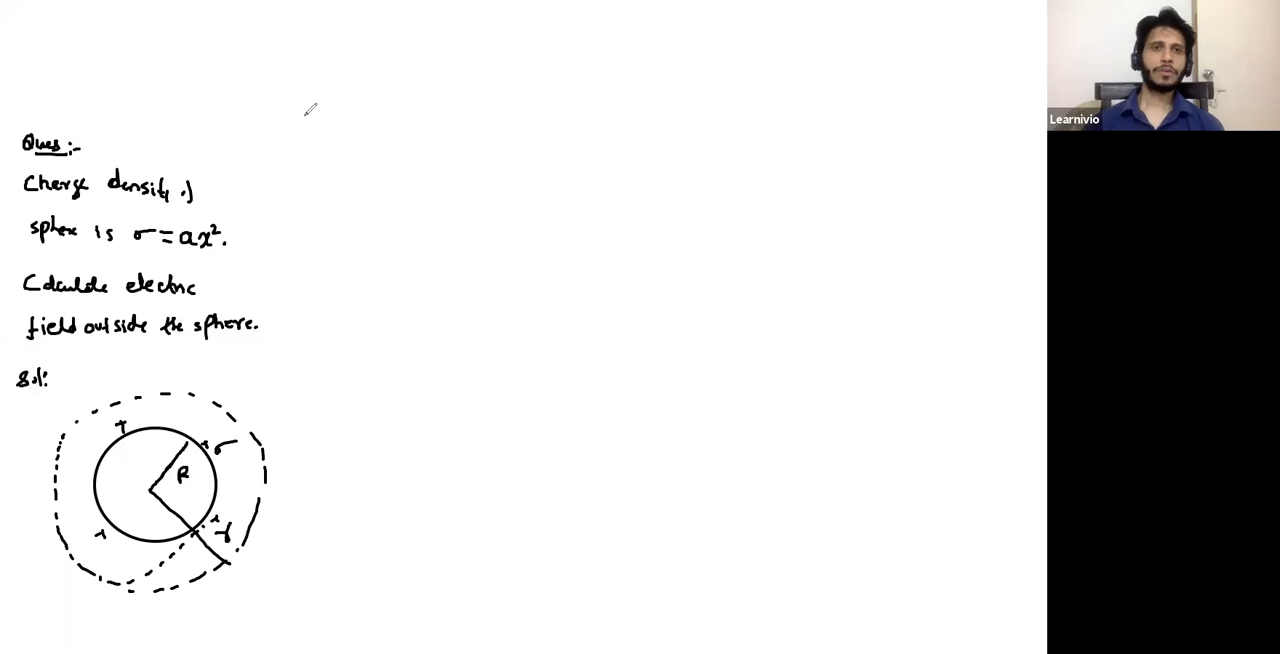 Ques:-
Charge density of
sphere is σ = ax².
Calculate electric
field outside the sphere.
Sol:
+
+ σ
R
+ +
r
Learnivio